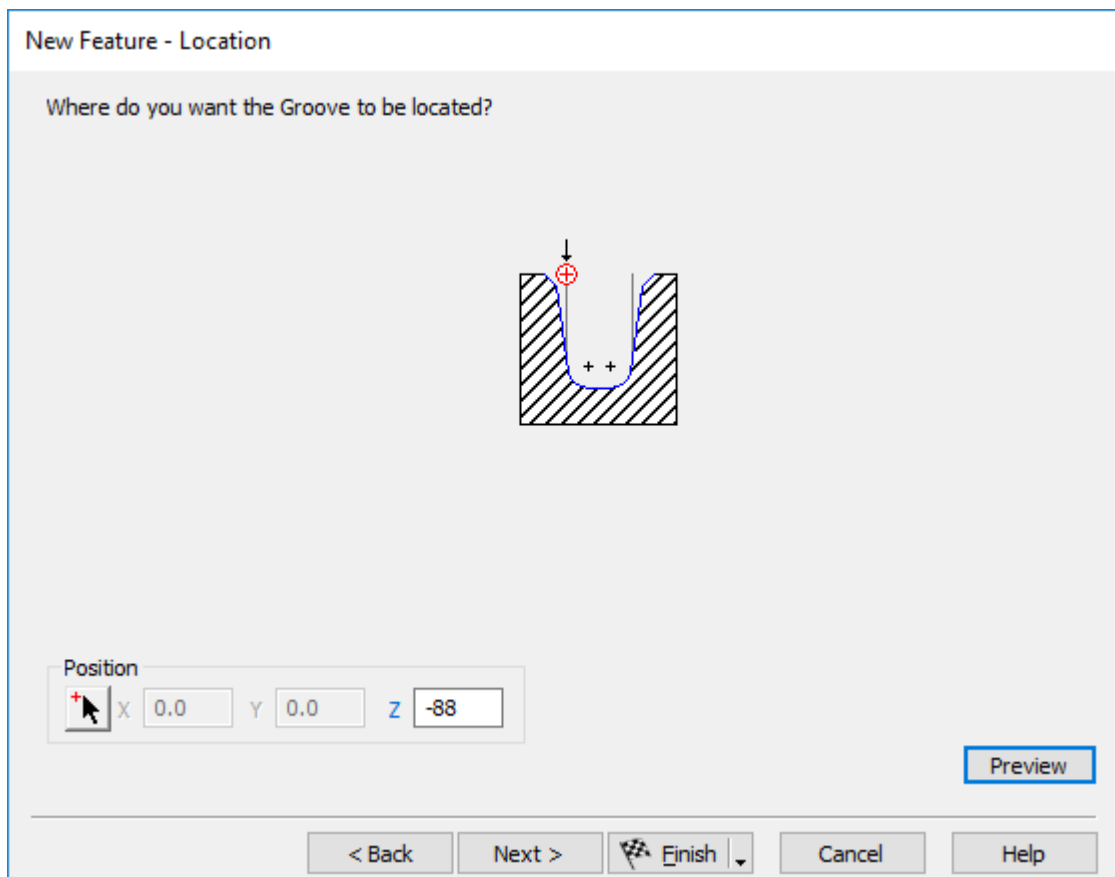 New Feature - Location
Where do you want the Groove to be located?
Position
X 0.0 Y 0.0 Z -88
Preview
< Back Next > Finish Cancel Help